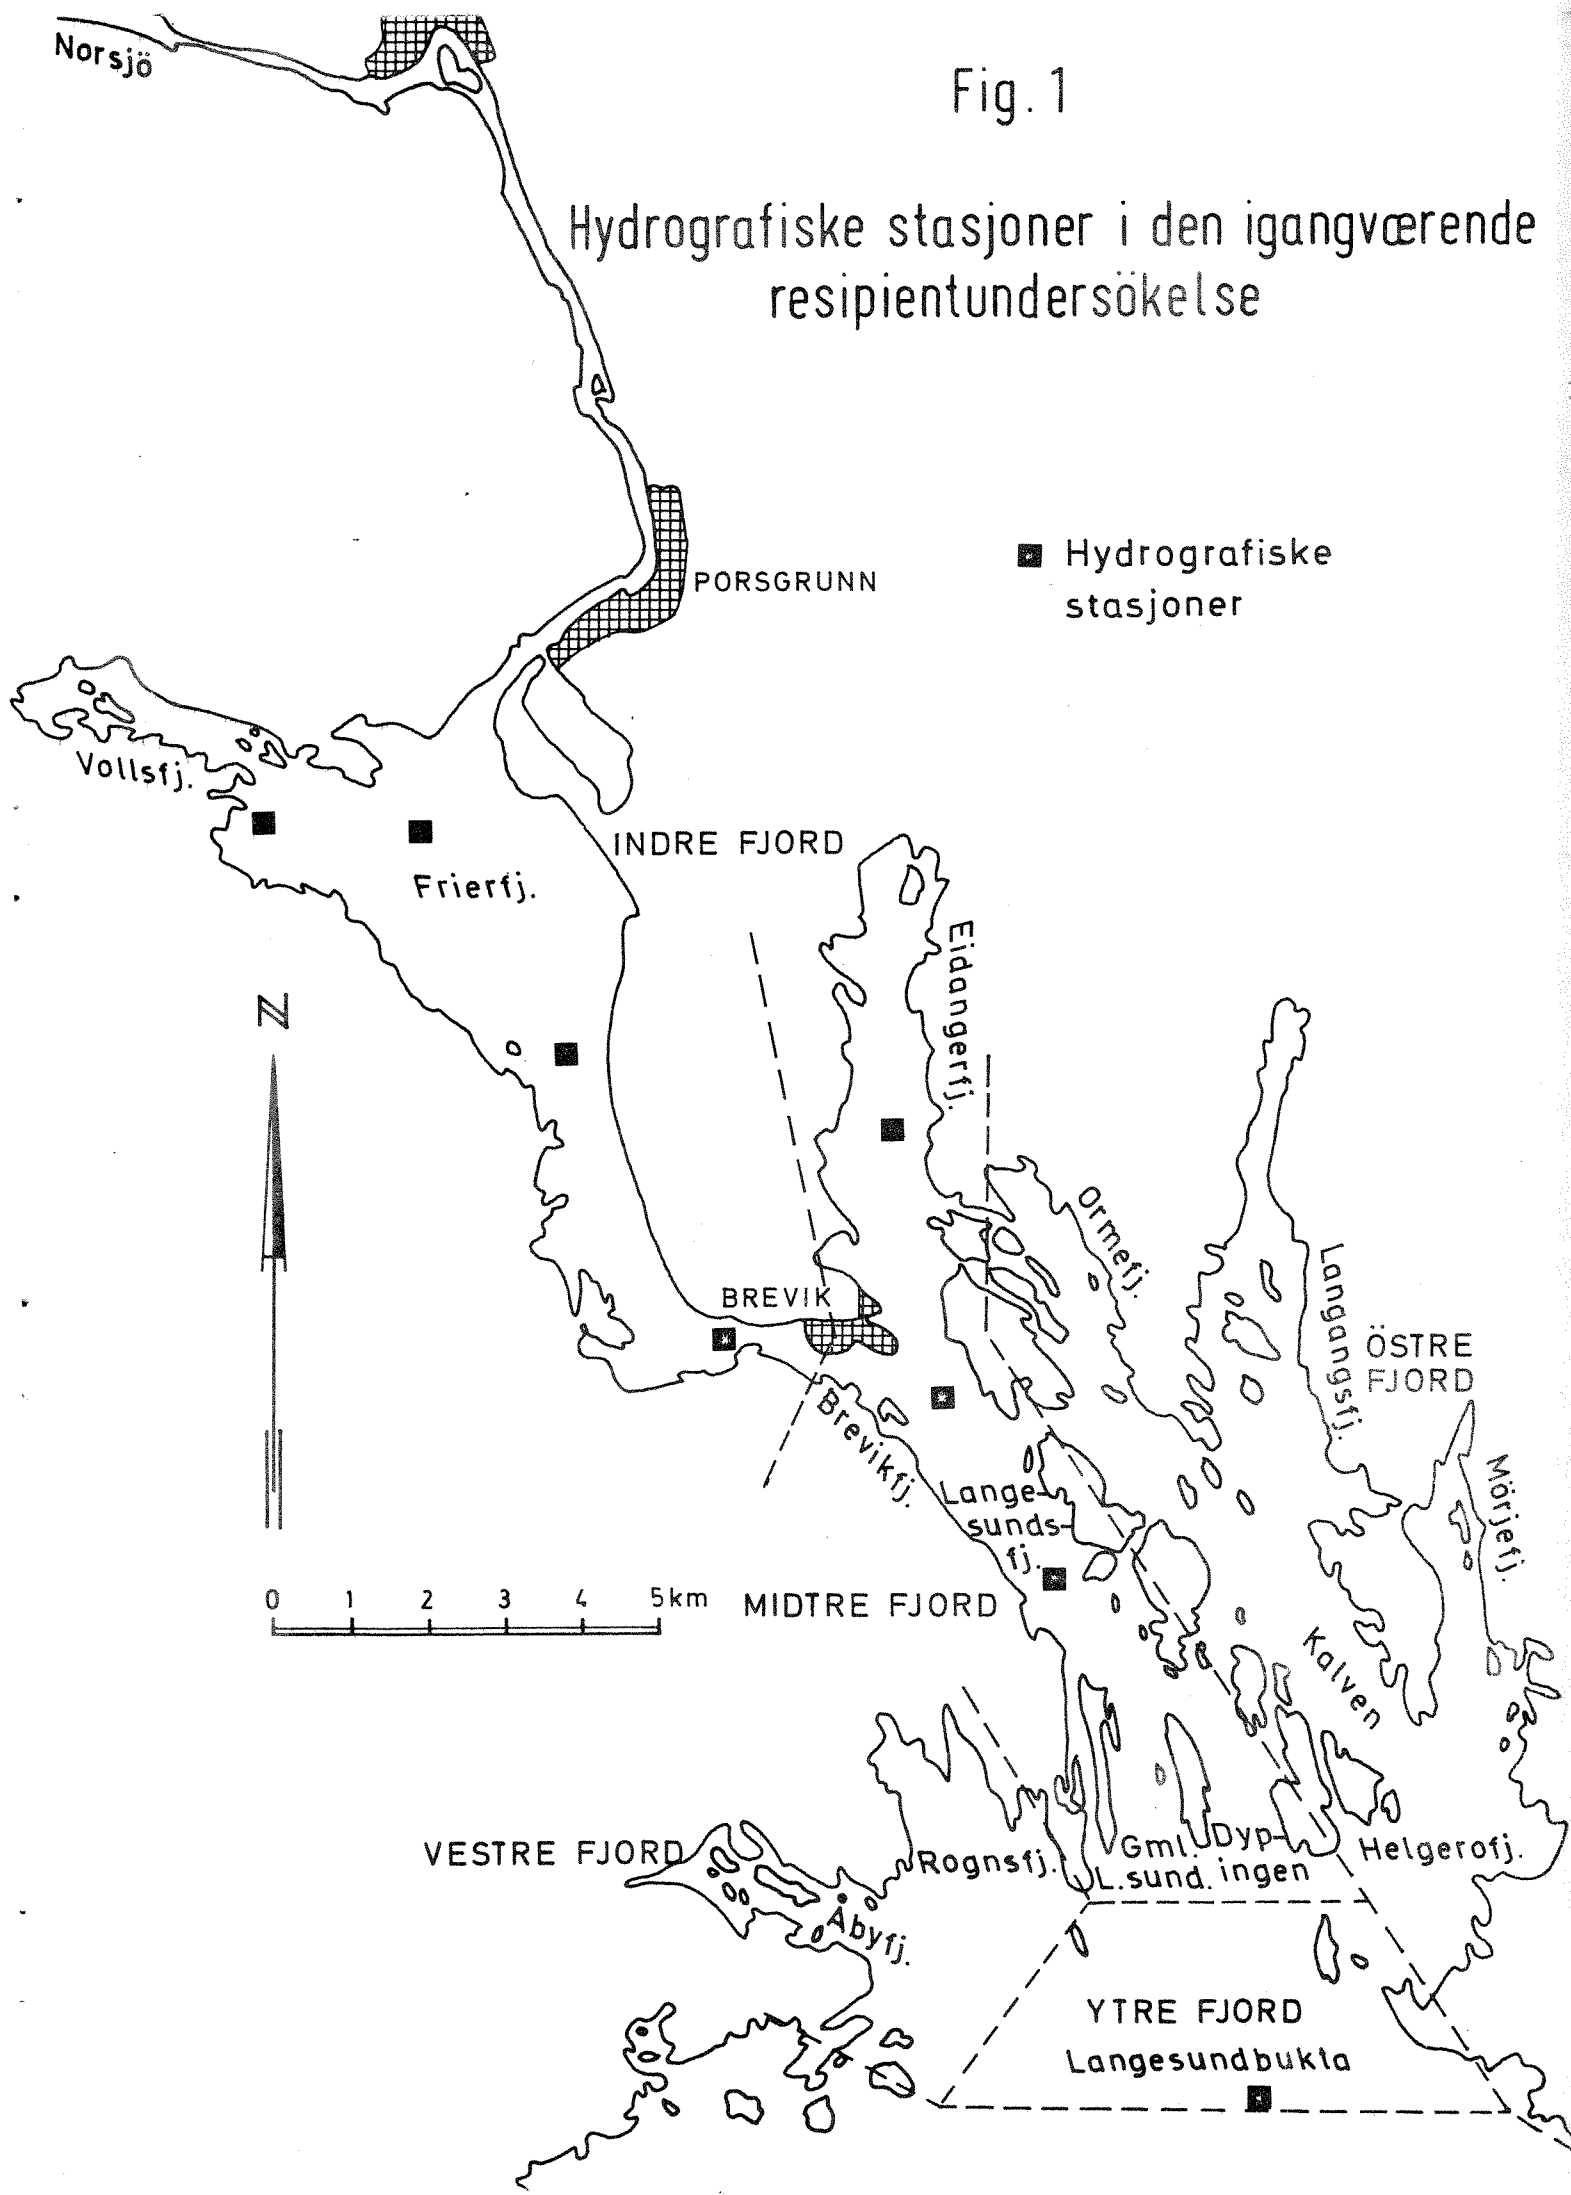 Norsjö
Fig. 1
Hydrografiske stasjoner i den igangværende
resipientundersökelse
Hydrografiske
stasjoner
PORSGRUNN
Vollsfj.
INDRE FJORD
Frierfj.
Eidangerfj.
N
Ormefj.
BREVIK
Langangsfj.
ÖSTRE
FJORD
Brevikfj.
Mörjefj.
Lange-
sunds-
fj.
0 1 2 3 4 5km
MIDTRE FJORD
Kalven
VESTRE FJORD
Rognsfj.
Gml.
L.sund.
Dyp-
ingen
Helgerofj.
Åbyfj.
YTRE FJORD
Langesundbukta